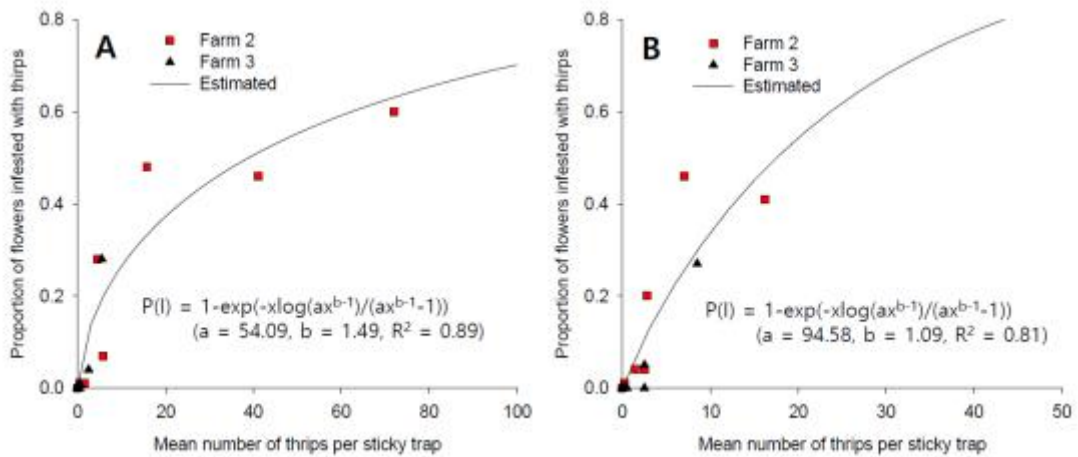 A
Farm 2
Farm 3
Estimated
Proportion of flowers infested with thirps
0.8
0.6
0.4
0.2
0.0
P(I) = 1-exp(-xlog(ax^b-1)/(ax^b-1-1))
(a = 54.09, b = 1.49, R² = 0.89)
0 20 40 60 80 100
Mean number of thrips per sticky trap
B
Farm 2
Farm 3
Estimated
Proportion of flowers infested with thirps
0.8
0.6
0.4
0.2
0.0
P(I) = 1-exp(-xlog(ax^b-1)/(ax^b-1-1))
(a = 94.58, b = 1.09, R² = 0.81)
0 10 20 30 40 50
Mean number of thrips per sticky trap